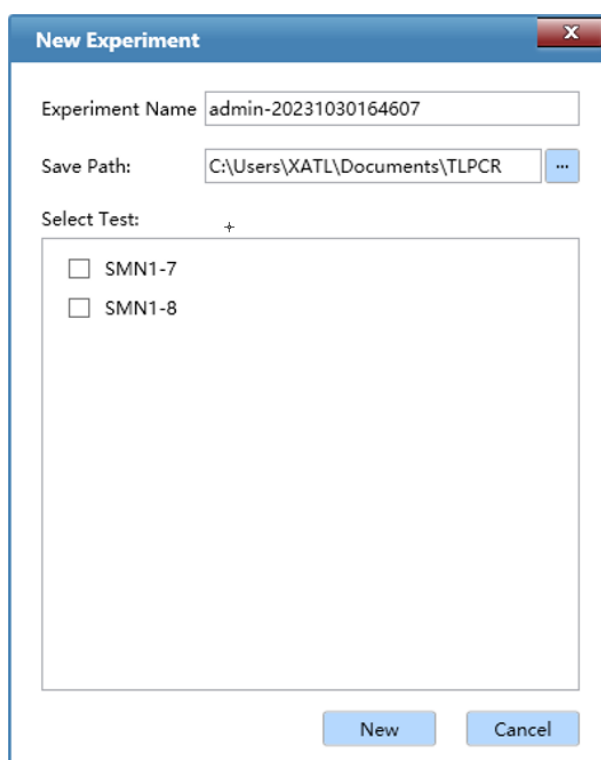 New Experiment
X
Experiment Name admin-20231030164607
Save Path: C:\Users\XATL\Documents\TLPCR ...
Select Test:
SMN1-7
SMN1-8
New Cancel